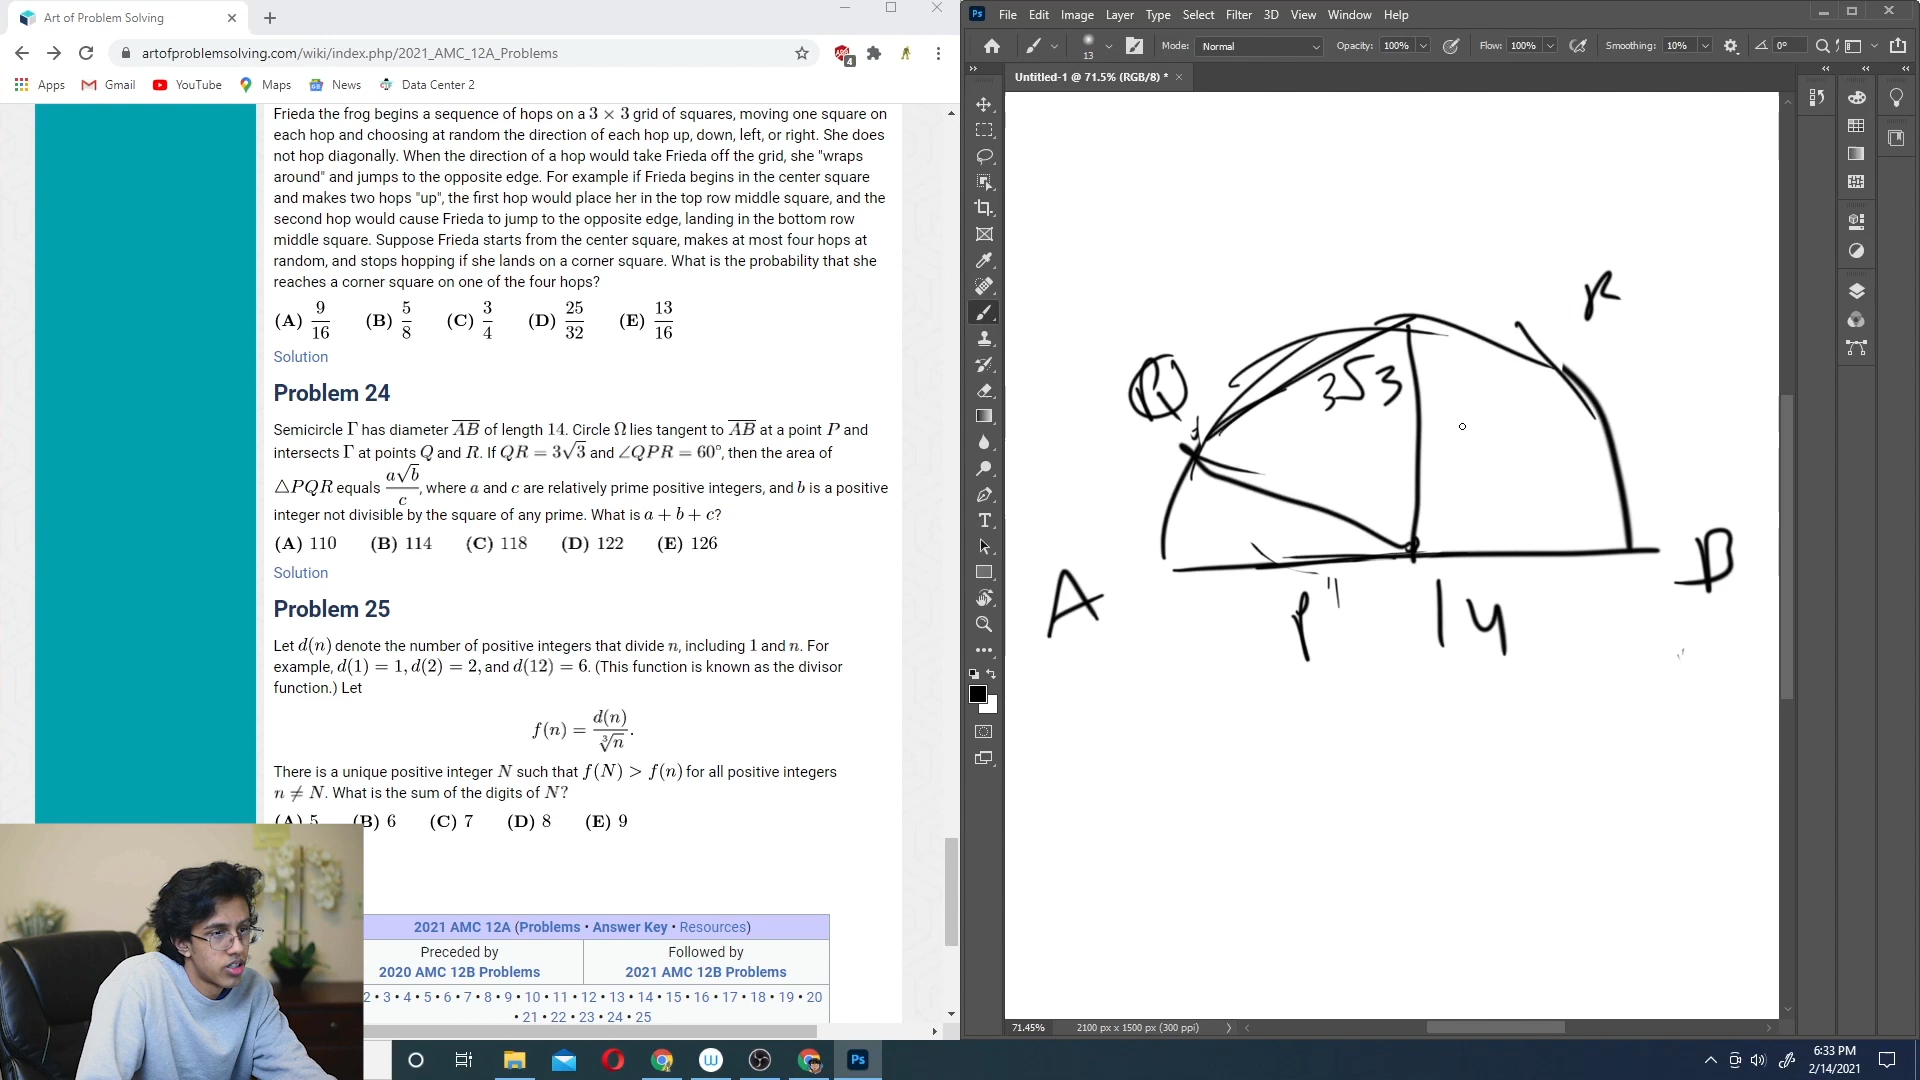 Art of Problem Solving
artofproblemsolving.com/wiki/index.php/2021_AMC_12A_Problems
4
Apps Gmail YouTube Maps News Data Center 2
Frieda the frog begins a sequence of hops on a 3 × 3 grid of squares, moving one square on
each hop and choosing at random the direction of each hop up, down, left, or right. She does
not hop diagonally. When the direction of a hop would take Frieda off the grid, she "wraps
around" and jumps to the opposite edge. For example if Frieda begins in the center square
and makes two hops "up", the first hop would place her in the top row middle square, and the
second hop would cause Frieda to jump to the opposite edge, landing in the bottom row
middle square. Suppose Frieda starts from the center square, makes at most four hops at
random, and stops hopping if she lands on a corner square. What is the probability that she
reaches a corner square on one of the four hops?
(A) 9/16 (B) 5/8 (C) 3/4 (D) 25/32 (E) 13/16
Solution
Problem 24
Semicircle Γ has diameter AB of length 14. Circle Ω lies tangent to AB at a point P and
intersects Γ at points Q and R. If QR = 3√3 and ∠QPR = 60°, then the area of
△PQR equals a√b/c, where a and c are relatively prime positive integers, and b is a positive
integer not divisible by the square of any prime. What is a + b + c?
(A) 110 (B) 114 (C) 118 (D) 122 (E) 126
Solution
Problem 25
Let d(n) denote the number of positive integers that divide n, including 1 and n. For
example, d(1) = 1, d(2) = 2, and d(12) = 6. (This function is known as the divisor
function.) Let
f(n) = d(n)/∛n.
There is a unique positive integer N such that f(N) > f(n) for all positive integers
n ≠ N. What is the sum of the digits of N?
(A) 5 (B) 6 (C) 7 (D) 8 (E) 9
2021 AMC 12A (Problems • Answer Key • Resources)
Preceded by
2020 AMC 12B Problems
Followed by
2021 AMC 12B Problems
2 • 3 • 4 • 5 • 6 • 7 • 8 • 9 • 10 • 11 • 12 • 13 • 14 • 15 • 16 • 17 • 18 • 19 • 20
• 21 • 22 • 23 • 24 • 25
Ps File Edit Image Layer Type Select Filter 3D View Window Help
13 Mode: Normal Opacity: 100% Flow: 100% Smoothing: 10% 0°
Untitled-1 @ 71.5% (RGB/8) *
R
Q
3√3
A
P
14
B
71.45% 2100 px x 1500 px (300 ppi)
Ps
6:33 PM
2/14/2021